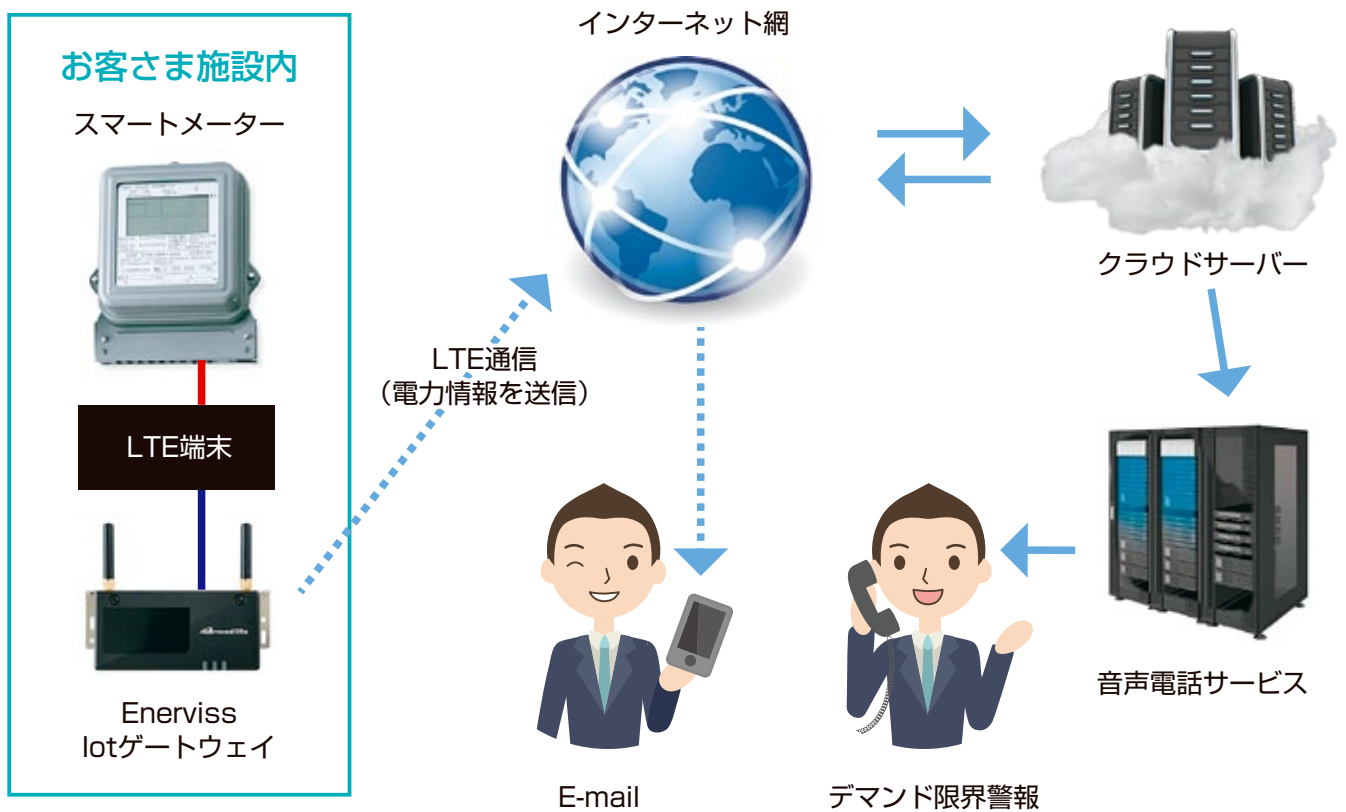 お客さま施設内
スマートメーター
LTE端末
Enerviss
Iotゲートウェイ
インターネット網
LTE通信
（電力情報を送信）
クラウドサーバー
音声電話サービス
E-mail
デマンド限界警報